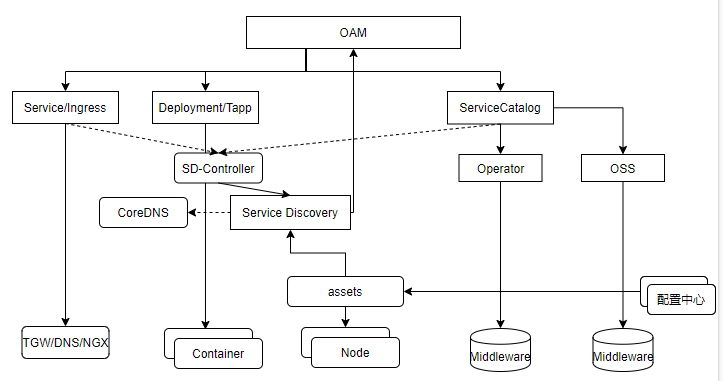 OAM
Service/Ingress
Deployment/Tapp
ServiceCatalog
SD-Controller
Operator
OSS
CoreDNS
Service Discovery
assets
配置中心
TGW/DNS/NGX
Container
Node
Middleware
Middleware